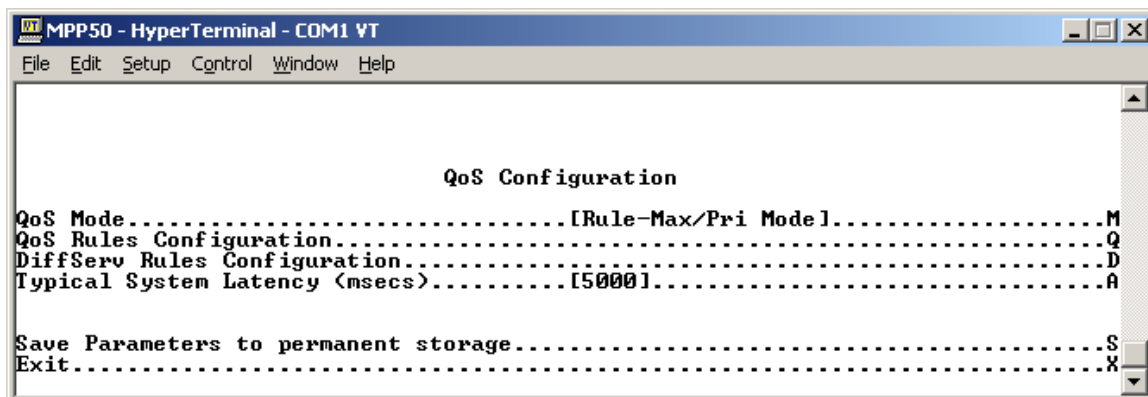 MPP50 - HyperTerminal - COM1 VT
File Edit Setup Control Window Help
QoS Configuration
QoS Mode................................[Rule-Max/Pri Mode]....................M
QoS Rules Configuration........................................................Q
DiffServ Rules Configuration...................................................D
Typical System Latency (msecs)..........[5000].................................A
Save Parameters to permanent storage...........................................S
Exit...........................................................................X